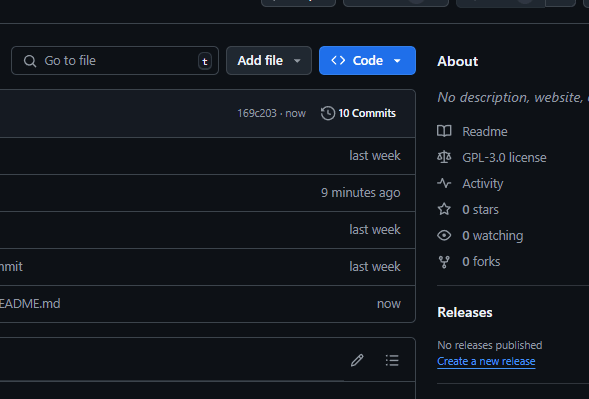 Go to file
t
Add file
Code
About
No description, website,
169c203 · now
10 Commits
Readme
last week
GPL-3.0 license
Activity
9 minutes ago
0 stars
last week
0 watching
mmit
last week
0 forks
EADME.md
now
Releases
No releases published
Create a new release